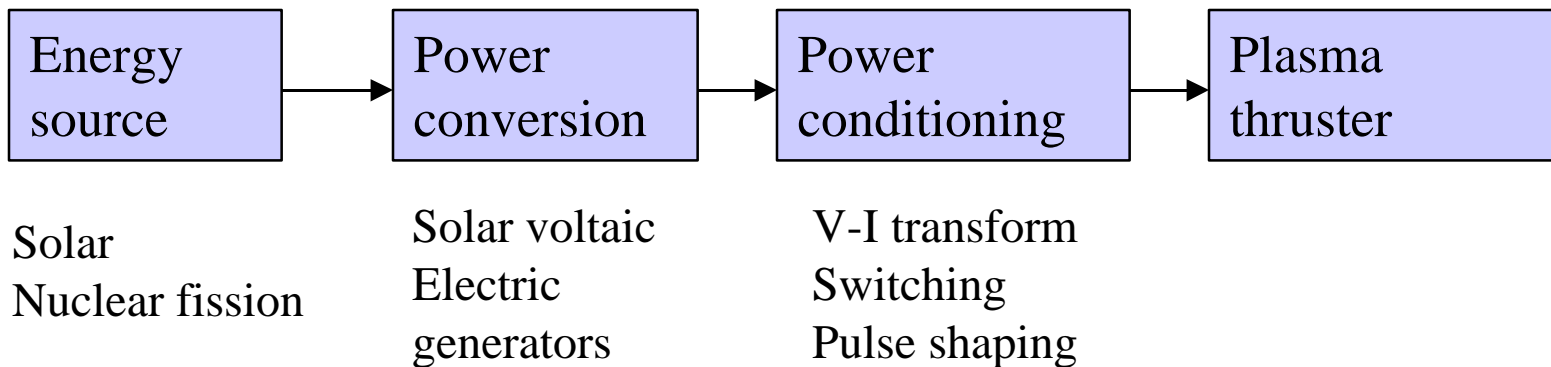 Energy
source
Power
conversion
Power
conditioning
Plasma
thruster
Solar
Nuclear fission
Solar voltaic
Electric
generators
V-I transform
Switching
Pulse shaping